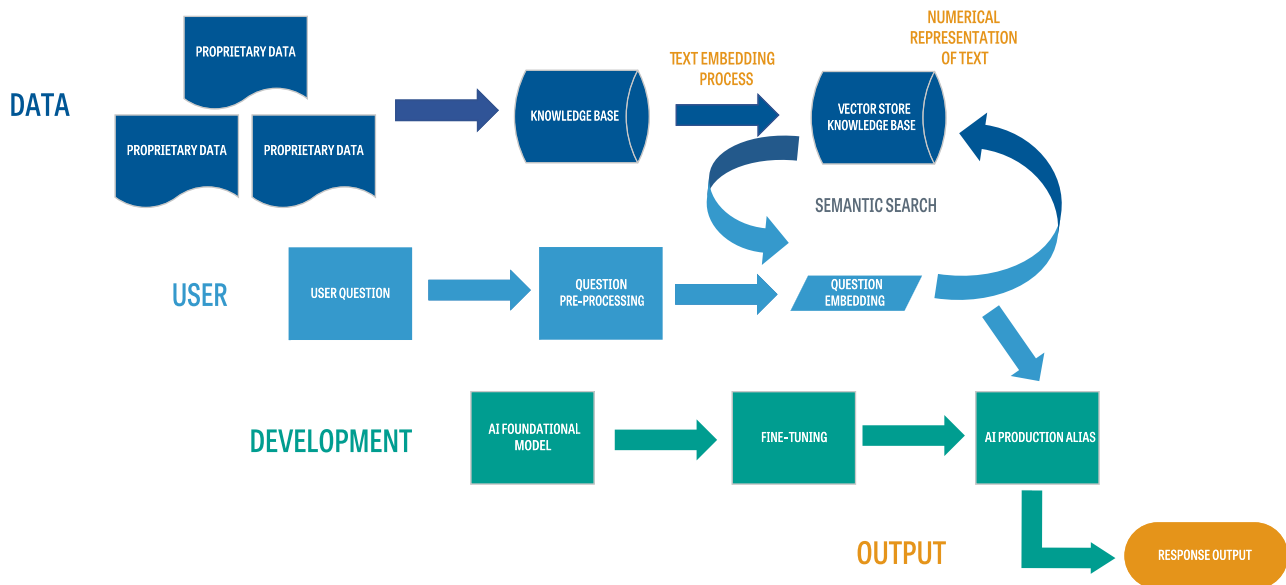 NUMERICAL
REPRESENTATION
OF TEXT
PROPRIETARY DATA
TEXT EMBEDDING
PROCESS
DATA
KNOWLEDGE BASE
VECTOR STORE
KNOWLEDGE BASE
PROPRIETARY DATA
PROPRIETARY DATA
SEMANTIC SEARCH
USER
USER QUESTION
QUESTION
PRE-PROCESSING
QUESTION
EMBEDDING
DEVELOPMENT
AI FOUNDATIONAL
MODEL
FINE-TUNING
AI PRODUCTION ALIAS
OUTPUT
RESPONSE OUTPUT